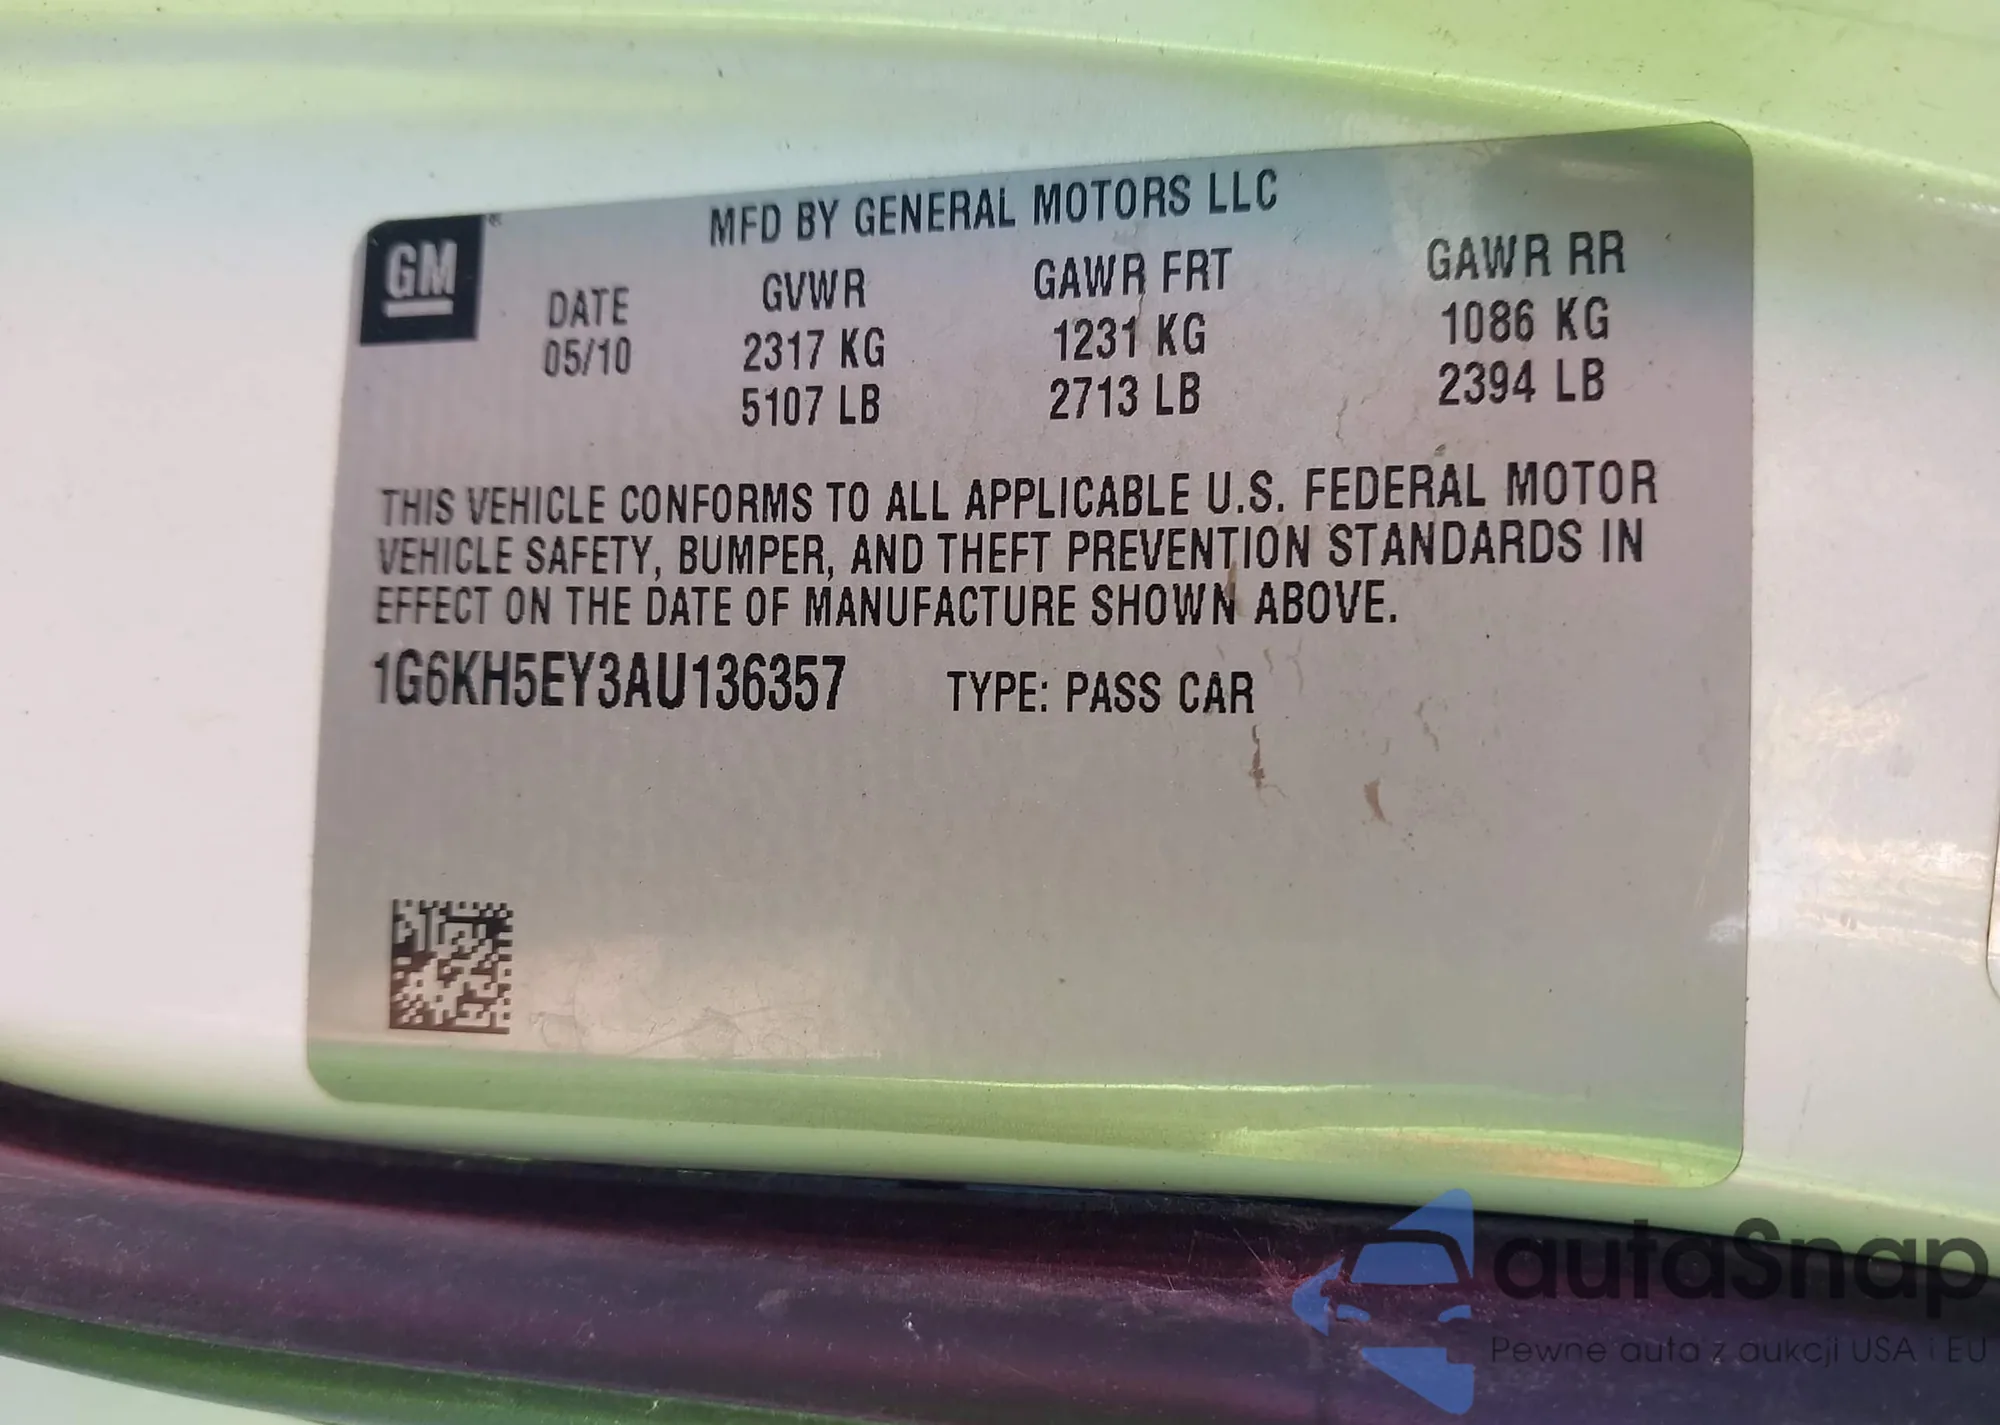 MFD BY GENERAL MOTORS LLC
GM ®
DATE GVWR GAWR FRT GAWR RR
05/10 2317 KG 1231 KG 1086 KG
5107 LB 2713 LB 2394 LB
THIS VEHICLE CONFORMS TO ALL APPLICABLE U.S. FEDERAL MOTOR
VEHICLE SAFETY, BUMPER, AND THEFT PREVENTION STANDARDS IN
EFFECT ON THE DATE OF MANUFACTURE SHOWN ABOVE.
1G6KH5EY3AU136357 TYPE: PASS CAR
autaSnap
Pewne auta z aukcji USA i EU